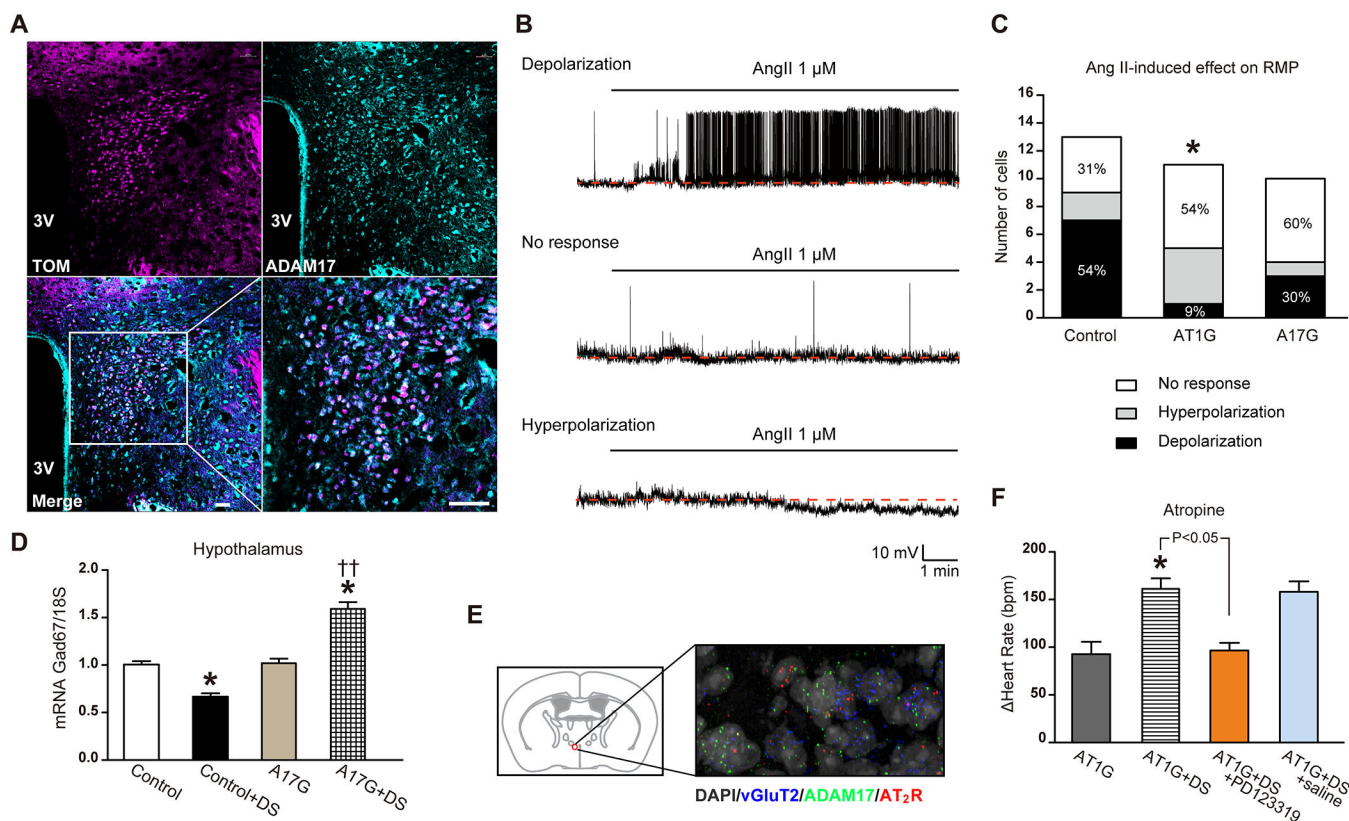 A
TOM
3V
ADAM17
3V
Merge
B
Depolarization
AngII 1 µM
No response
AngII 1 µM
Hyperpolarization
AngII 1 µM
10 mV
1 min
C
Ang II-induced effect on RMP
Number of cells
16
14
12
10
8
6
4
2
0
31%
54%
*
54%
9%
60%
30%
Control
AT1G
A17G
No response
Hyperpolarization
Depolarization
D
Hypothalamus
mRNA Gad67/18S
2.0
1.5
1.0
0.5
0.0
*
††
*
Control
Control+DS
A17G
A17G+DS
E
DAPI/vGluT2/ADAM17/AT₂R
F
Atropine
P<0.05
*
ΔHeart Rate (bpm)
200
150
100
50
0
AT1G
AT1G+DS
AT1G+DS
+PD123319
AT1G+DS
+saline